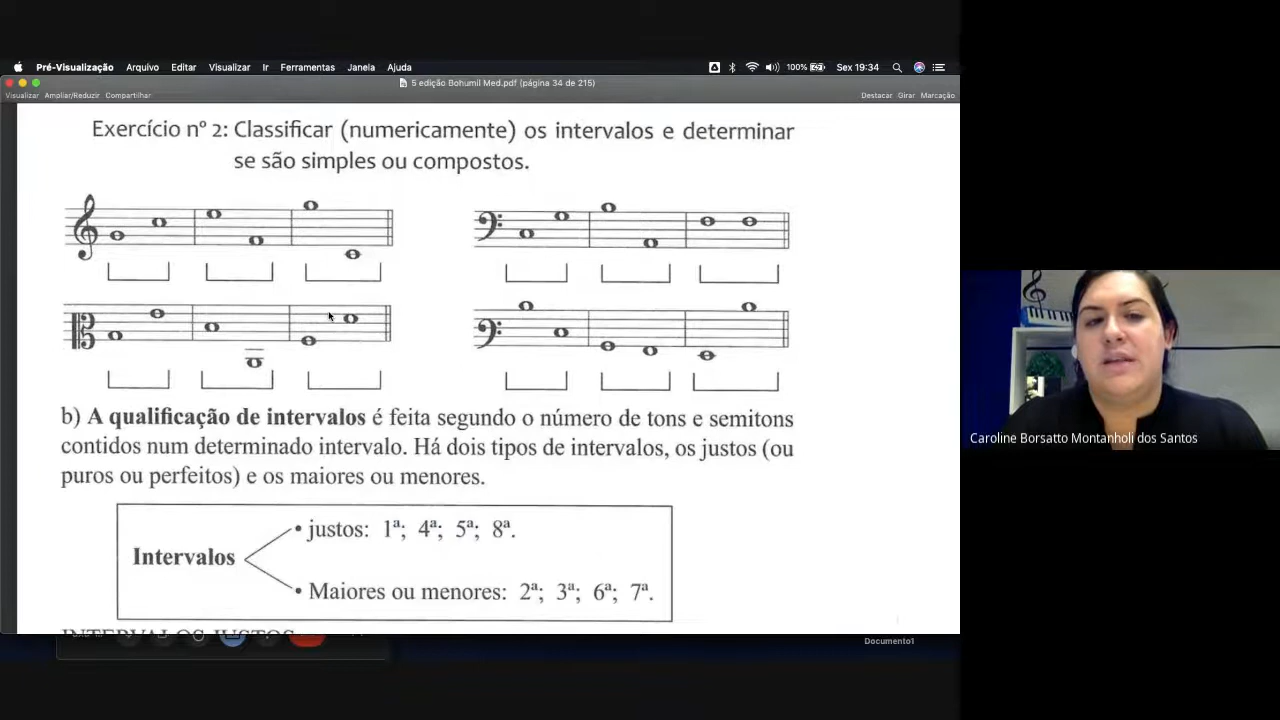 Pré-Visualização Arquivo Editar Visualizar Ir Ferramentas Janela Ajuda 100% Sex 19:34
5 edição Bohumil Med.pdf (página 34 de 215)
Visualizar Ampliar/Reduzir Compartilhar Destacar Girar Marcação
Exercício nº 2: Classificar (numericamente) os intervalos e determinar
se são simples ou compostos.
b) A qualificação de intervalos é feita segundo o número de tons e semitons
contidos num determinado intervalo. Há dois tipos de intervalos, os justos (ou
puros ou perfeitos) e os maiores ou menores.
• justos: 1ª; 4ª; 5ª; 8ª.
Intervalos
• Maiores ou menores: 2ª; 3ª; 6ª; 7ª.
INTERVALOS JUSTOS
Documento1
Caroline Borsatto Montanholi dos Santos